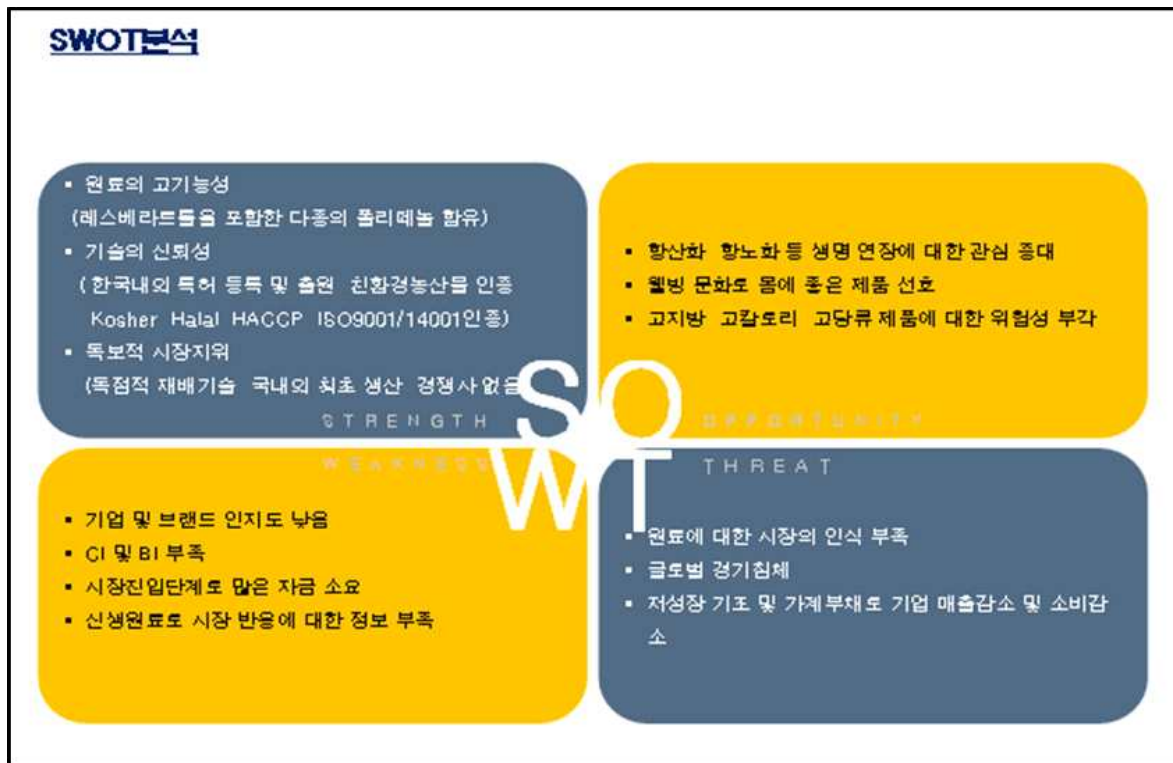 SWOT분석
▪ 원료의 고기능성
(레스베라트롤을 포함한 다종의 폴리페놀 함유)
▪ 기술의 신뢰성
( 한국내외 특허 등록 및 출원 친환경농산물 인증
Kosher Halal HACCP ISO9001/14001인증)
▪ 독보적 시장지위
(독점적 재배기술 국내외 최초 생산 경쟁사 없음
STRENGTH
▪ 항산화 항노화 등 생명 연장에 대한 관심 증대
▪ 웰빙 문화로 몸에 좋은 제품 선호
▪ 고지방 고칼로리 고당류 제품에 대한 위험성 부각
OPPORTUNITY
SO
WT
WEAKNESS
▪ 기업 및 브랜드 인지도 낮음
▪ CI 및 BI 부족
▪ 시장진입단계로 많은 자금 소요
▪ 신생원료로 시장 반응에 대한 정보 부족
THREAT
▪ 원료에 대한 시장의 인식 부족
▪ 글로벌 경기침체
▪ 저성장 기조 및 가계부채로 기업 매출감소 및 소비감
소